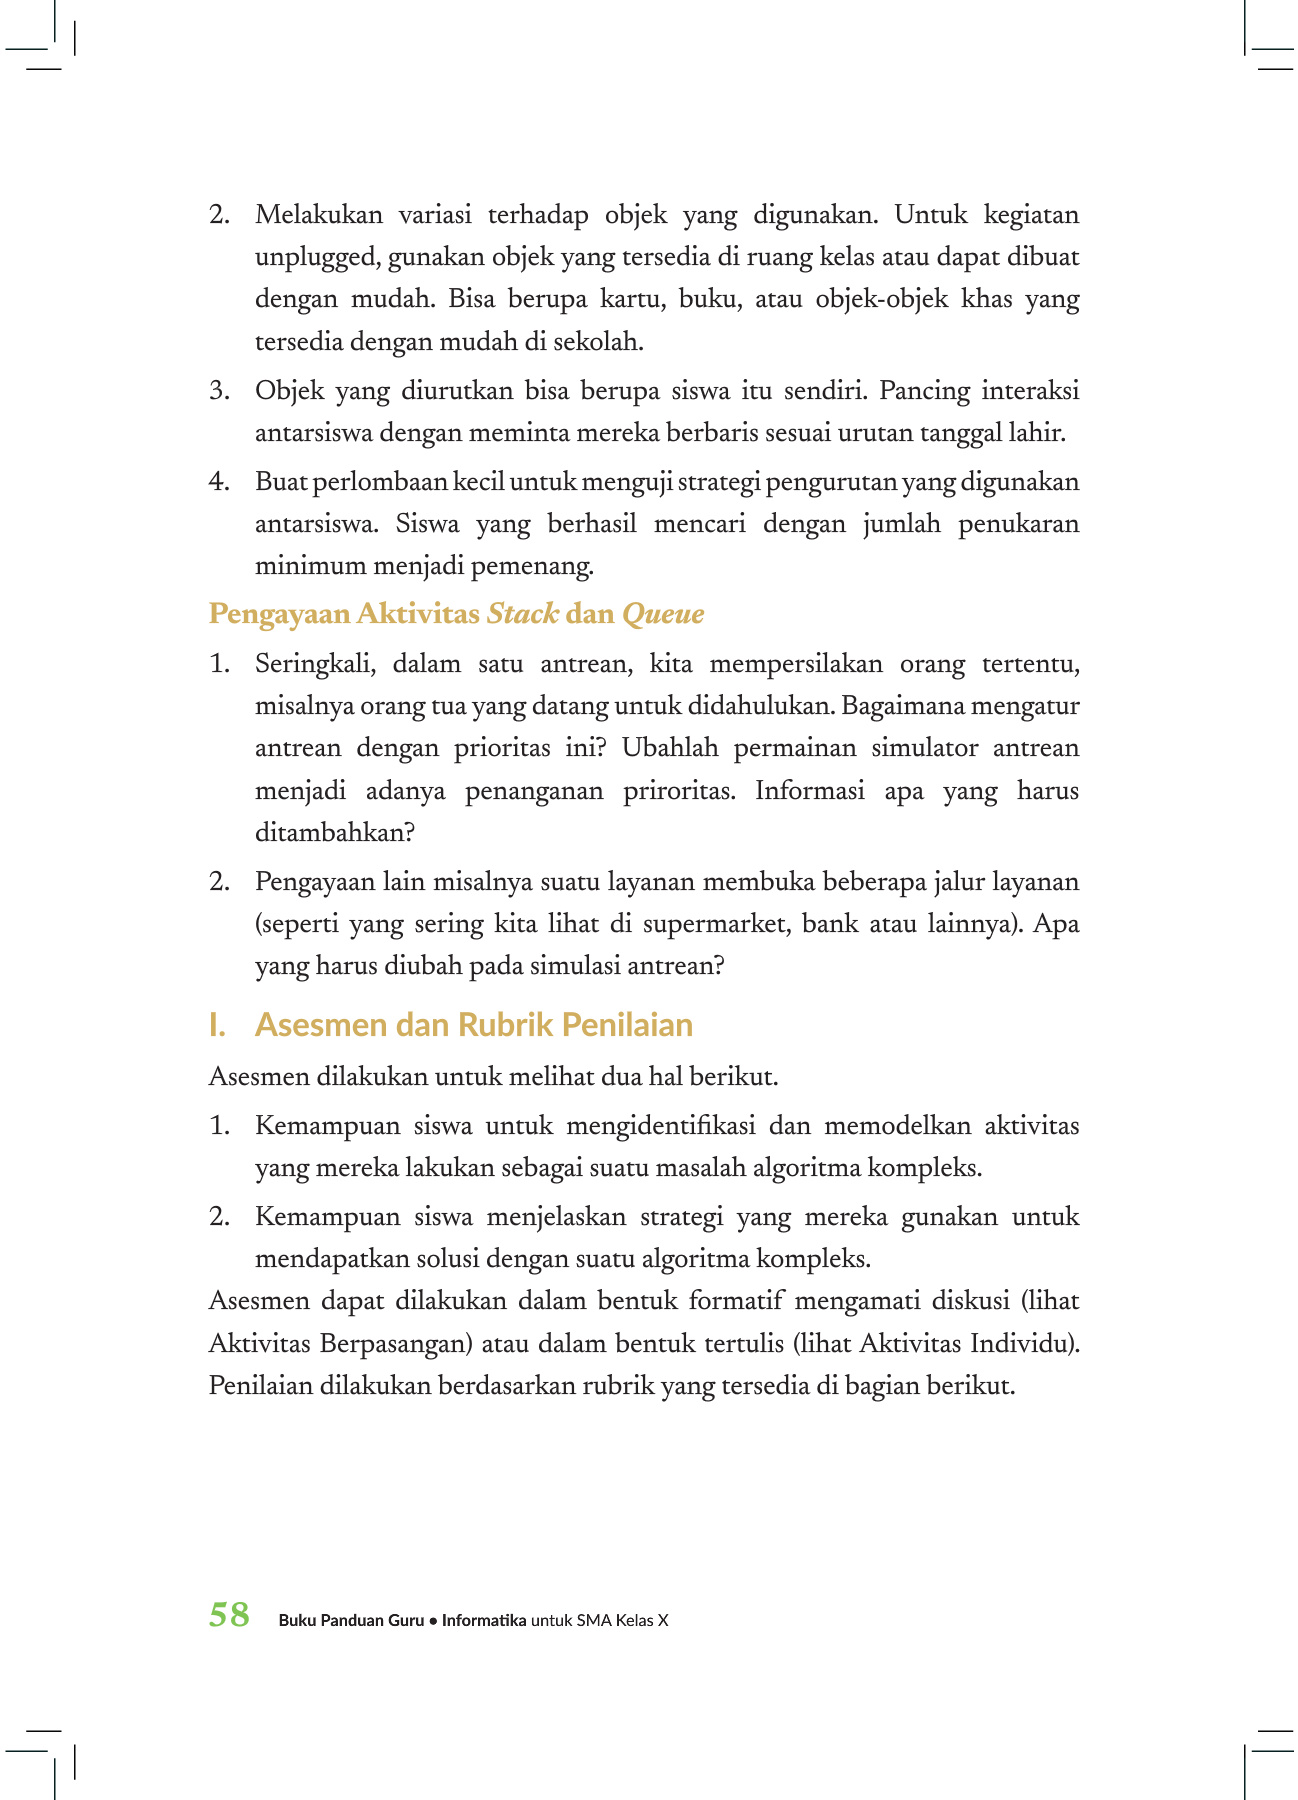 2. Melakukan variasi terhadap objek yang digunakan. Untuk kegiatan
unplugged, gunakan objek yang tersedia di ruang kelas atau dapat dibuat
dengan mudah. Bisa berupa kartu, buku, atau objek-objek khas yang
tersedia dengan mudah di sekolah.
3. Objek yang diurutkan bisa berupa siswa itu sendiri. Pancing interaksi
antarsiswa dengan meminta mereka berbaris sesuai urutan tanggal lahir.
4. Buat perlombaan kecil untuk menguji strategi pengurutan yang digunakan
antarsiswa. Siswa yang berhasil mencari dengan jumlah penukaran
minimum menjadi pemenang.
Pengayaan Aktivitas Stack dan Queue
1. Seringkali, dalam satu antrean, kita mempersilakan orang tertentu,
misalnya orang tua yang datang untuk didahulukan. Bagaimana mengatur
antrean dengan prioritas ini? Ubahlah permainan simulator antrean
menjadi adanya penanganan priroritas. Informasi apa yang harus
ditambahkan?
2. Pengayaan lain misalnya suatu layanan membuka beberapa jalur layanan
(seperti yang sering kita lihat di supermarket, bank atau lainnya). Apa
yang harus diubah pada simulasi antrean?
I. Asesmen dan Rubrik Penilaian
Asesmen dilakukan untuk melihat dua hal berikut.
1. Kemampuan siswa untuk mengidentifikasi dan memodelkan aktivitas
yang mereka lakukan sebagai suatu masalah algoritma kompleks.
2. Kemampuan siswa menjelaskan strategi yang mereka gunakan untuk
mendapatkan solusi dengan suatu algoritma kompleks.
Asesmen dapat dilakukan dalam bentuk formatif mengamati diskusi (lihat
Aktivitas Berpasangan) atau dalam bentuk tertulis (lihat Aktivitas Individu).
Penilaian dilakukan berdasarkan rubrik yang tersedia di bagian berikut.
58 Buku Panduan Guru ● Informatika untuk SMA Kelas X